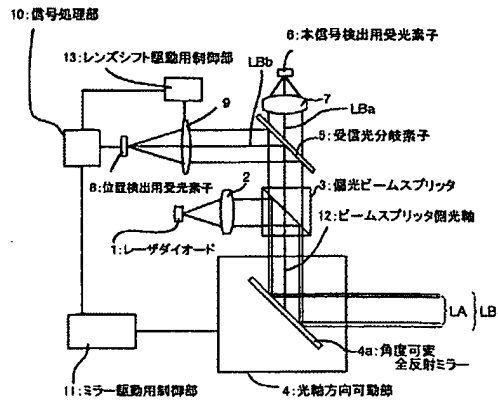 10:信号処理部
6:本信号検出用受光素子
13:レンズシフト駆動用制御部
LBb
9
7
LBa
5:受信光分岐素子
8:位置検出用受光素子
2
3:偏光ビームスプリッタ
12:ビームスプリッタ側光軸
1:レーザダイオード
LA
LB
4a:角度可変
全反射ミラー
11:ミラー駆動用制御部
4:光軸方向可動部